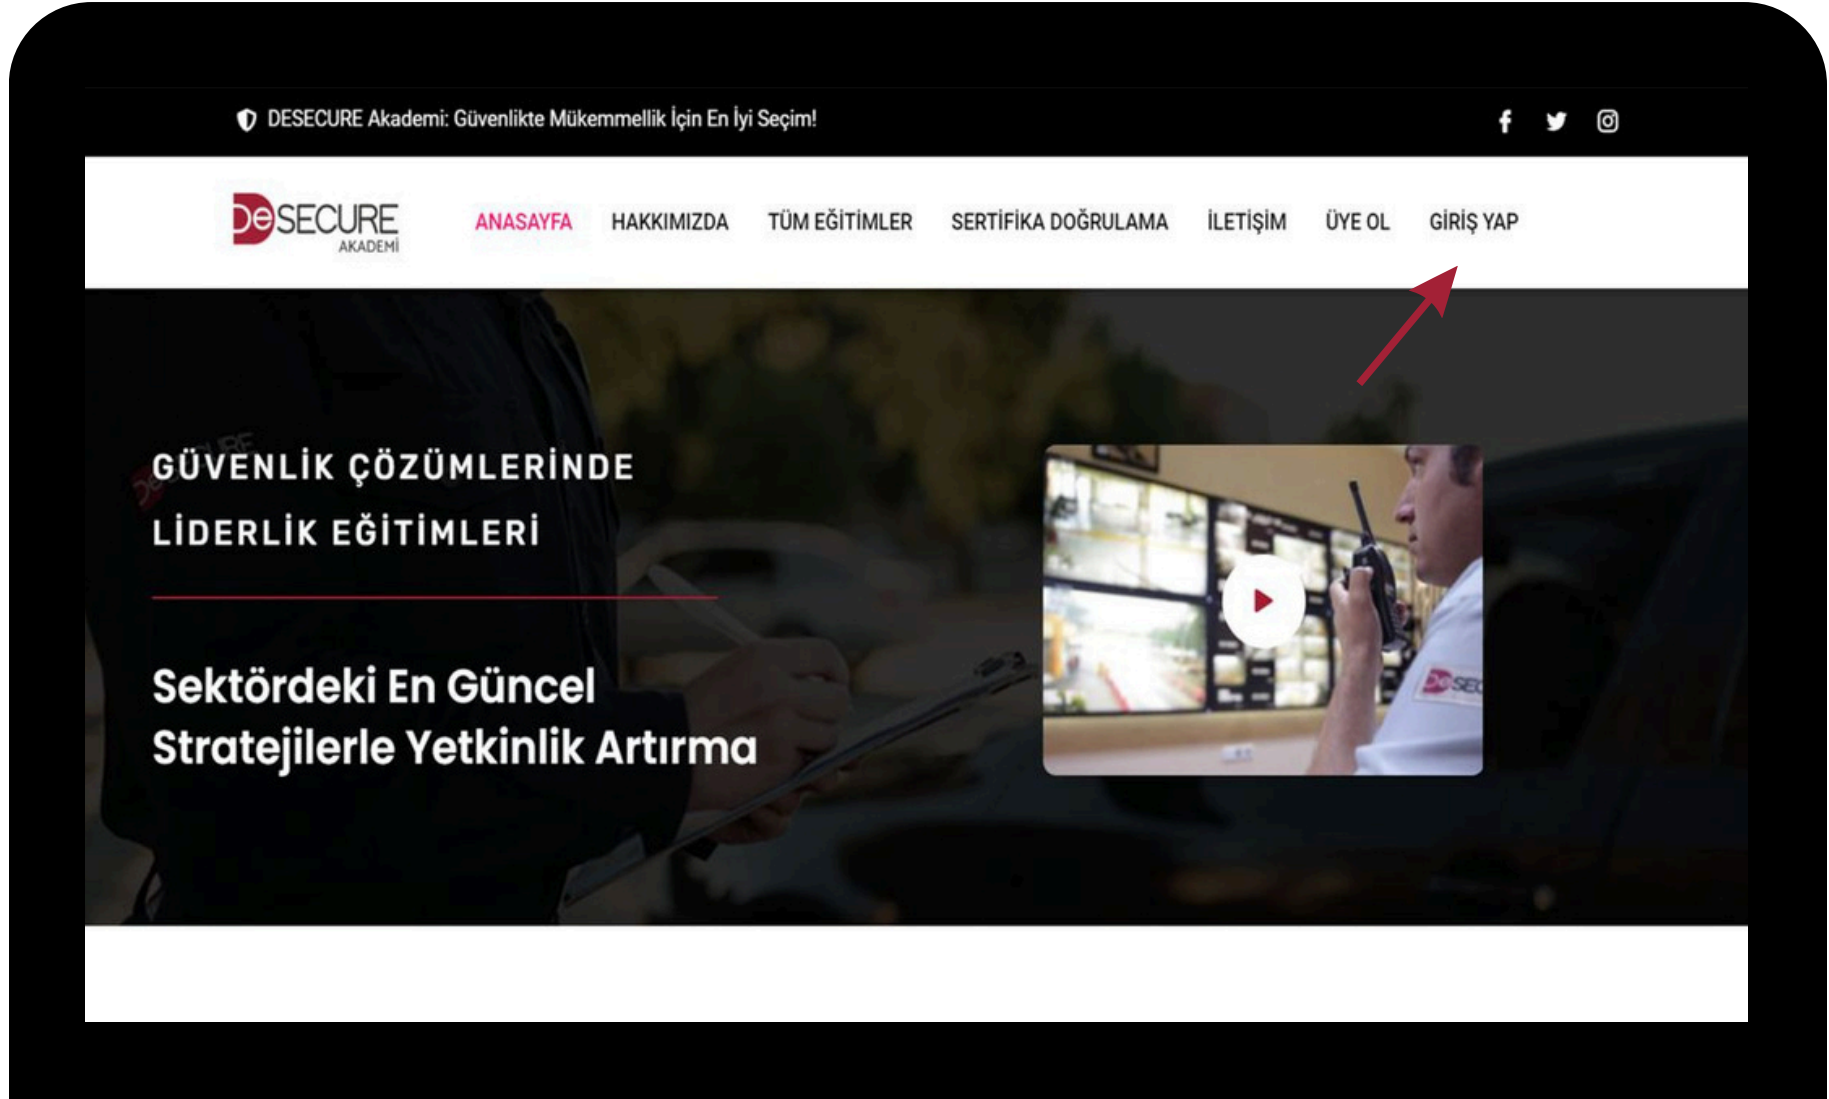 DESECURE Akademi: Güvenlikte Mükemmellik İçin En İyi Seçim!
DeSECURE
AKADEMİ
ANASAYFA HAKKIMIZDA TÜM EĞİTİMLER SERTİFİKA DOĞRULAMA İLETİŞİM ÜYE OL GİRİŞ YAP
GÜVENLİK ÇÖZÜMLERİNDE
LİDERLİK EĞİTİMLERİ
Sektördeki En Güncel
Stratejilerle Yetkinlik Artırma
DeSEC